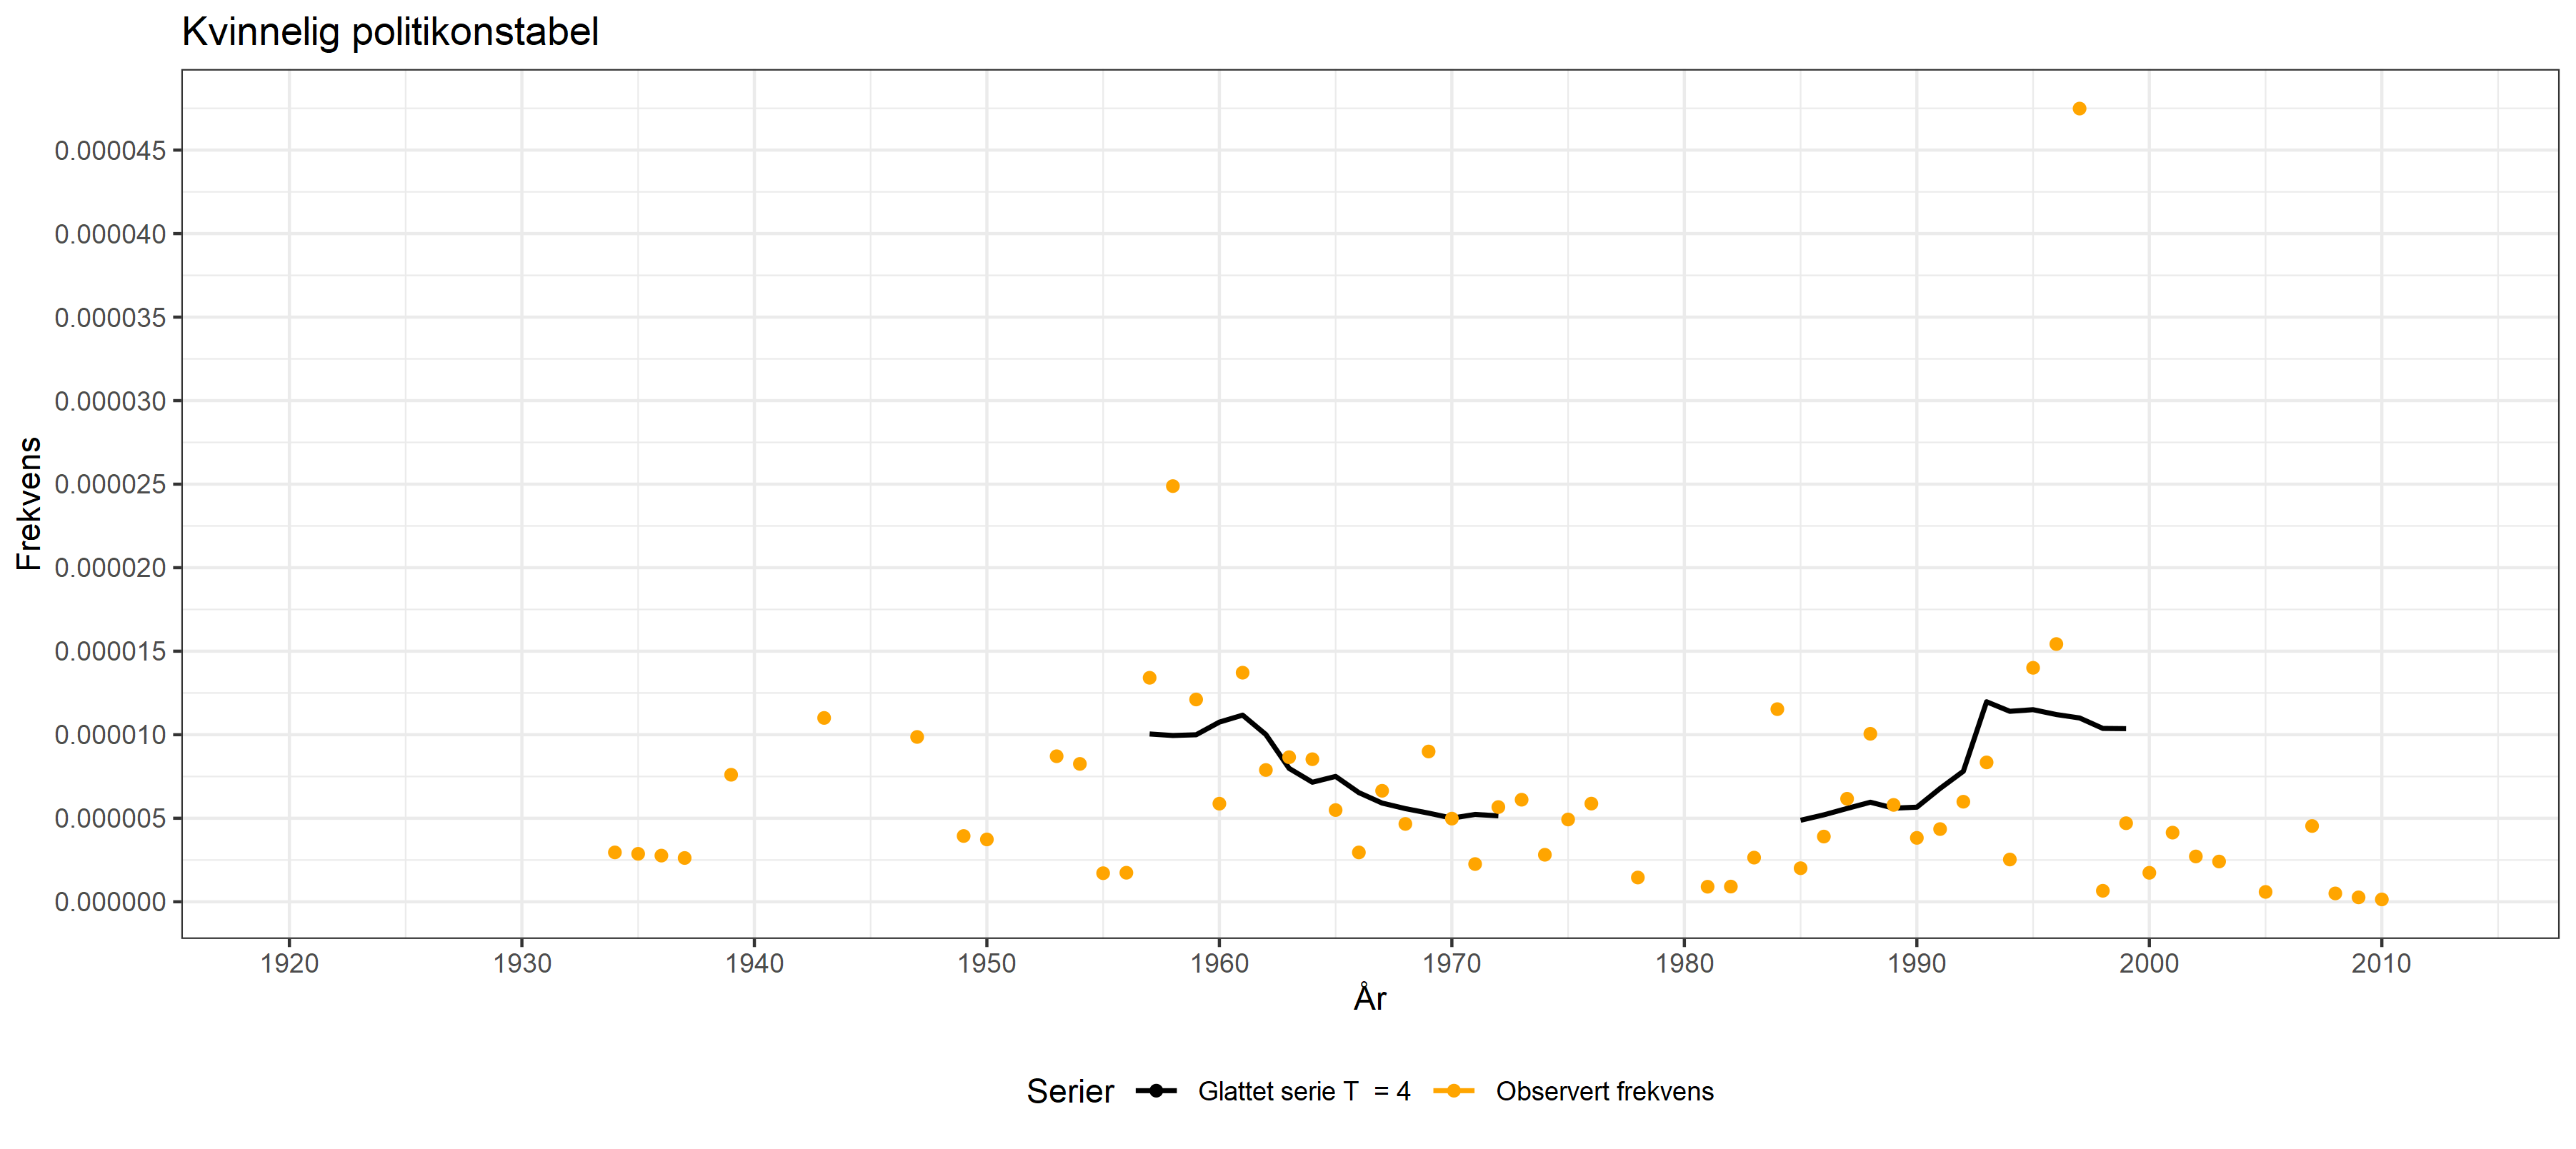 Kvinnelig politikonstabel
Frekvens
0.000045
0.000040
0.000035
0.000030
0.000025
0.000020
0.000015
0.000010
0.000005
0.000000
1920 1930 1940 1950 1960 1970 1980 1990 2000 2010
År
Serier Glattet serie T = 4 Observert frekvens